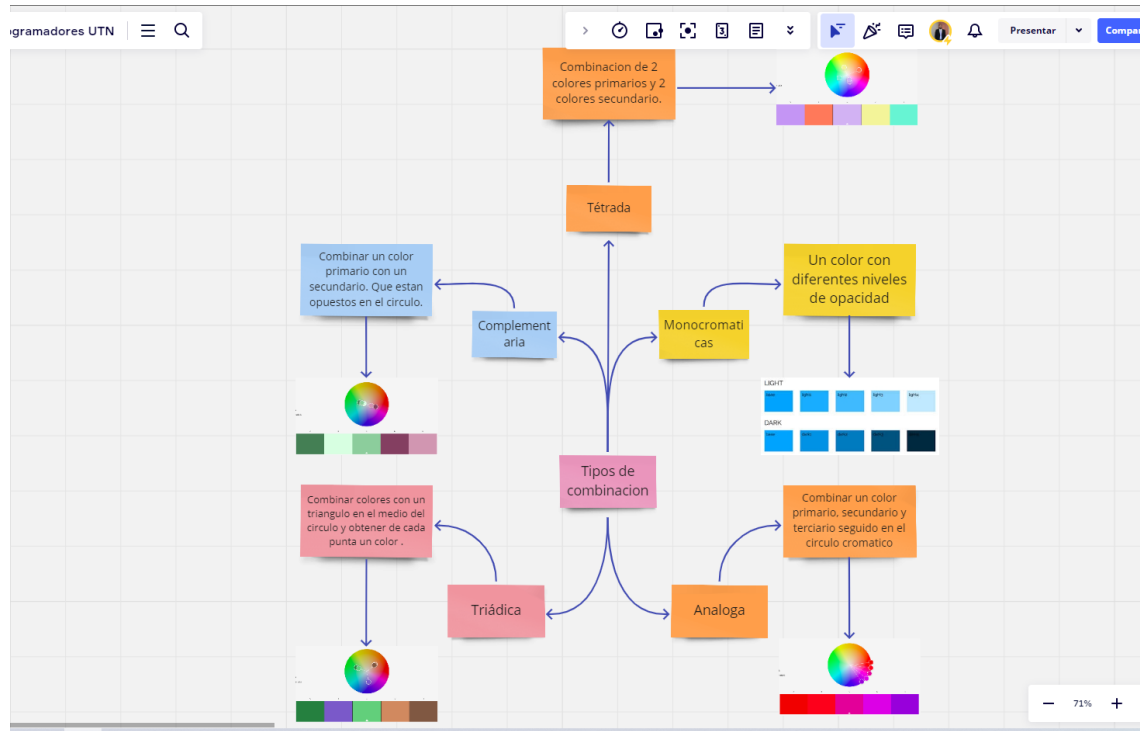 ogramadores UTN
3
Presentar
Compar
Combinacion de 2
colores primarios y 2
colores secundario.
Tétrada
Combinar un color
primario con un
secundario. Que estan
opuestos en el circulo.
Complement
aria
Monocromati
cas
Un color con
diferentes niveles
de opacidad
LIGHT
DARK
Tipos de
combinacion
Combinar colores con un
triangulo en el medio del
circulo y obtener de cada
punta un color .
Triádica
Analoga
Combinar un color
primario, secundario y
terciario seguido en el
circulo cromatico
71%